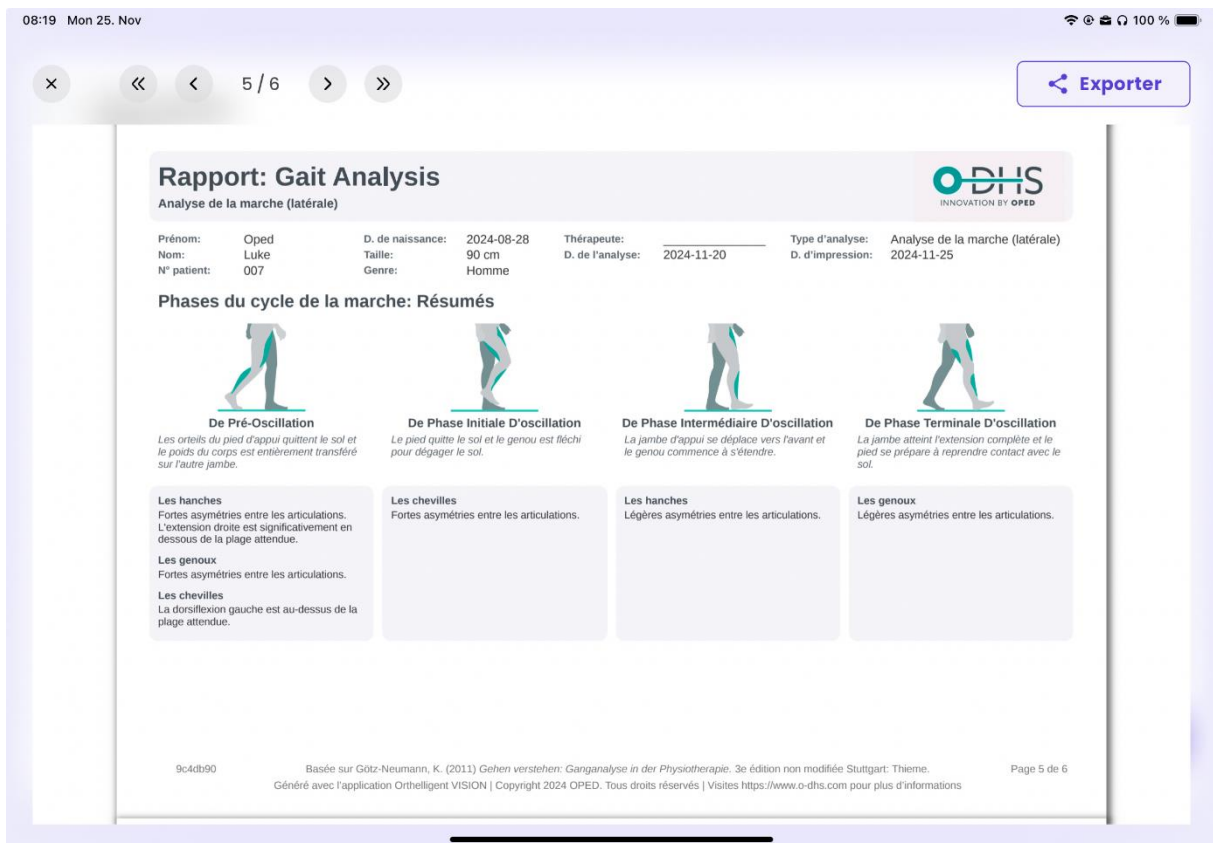 08:19 Mon 25. Nov
100 %
5 / 6
Exporter
Rapport: Gait Analysis
Analyse de la marche (latérale)
O-DHS
INNOVATION BY OPED
Prénom: Oped D. de naissance: 2024-08-28 Thérapeute: Type d'analyse: Analyse de la marche (latérale)
Nom: Luke Taille: 90 cm D. de l'analyse: 2024-11-20 D. d'impression: 2024-11-25
N° patient: 007 Genre: Homme
Phases du cycle de la marche: Résumés
De Pré-Oscillation
Les orteils du pied d'appui quittent le sol et
le poids du corps est entièrement transféré
sur l'autre jambe.
Les hanches
Fortes asymétries entre les articulations.
L'extension droite est significativement en
dessous de la plage attendue.
Les genoux
Fortes asymétries entre les articulations.
Les chevilles
La dorsiflexion gauche est au-dessus de la
plage attendue.
De Phase Initiale D'oscillation
Le pied quitte le sol et le genou est fléchi
pour dégager le sol.
Les chevilles
Fortes asymétries entre les articulations.
De Phase Intermédiaire D'oscillation
La jambe d'appui se déplace vers l'avant et
le genou commence à s'étendre.
Les hanches
Légères asymétries entre les articulations.
De Phase Terminale D'oscillation
La jambe atteint l'extension complète et le
pied se prépare à reprendre contact avec le
sol.
Les genoux
Légères asymétries entre les articulations.
9c4db90 Basée sur Götz-Neumann, K. (2011) Gehen verstehen: Ganganalyse in der Physiotherapie. 3e édition non modifiée Stuttgart: Thieme. Page 5 de 6
Généré avec l'application Orthelligent VISION | Copyright 2024 OPED. Tous droits réservés | Visites https://www.o-dhs.com pour plus d'informations